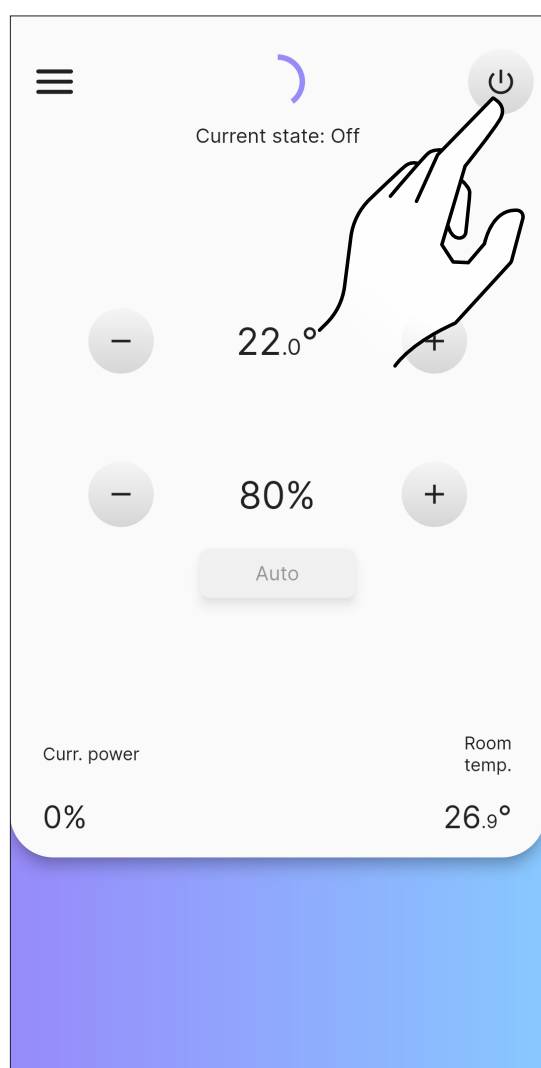 Current state: Off
22.0°
80%
Auto
Curr. power
Room
temp.
0%
26.9°